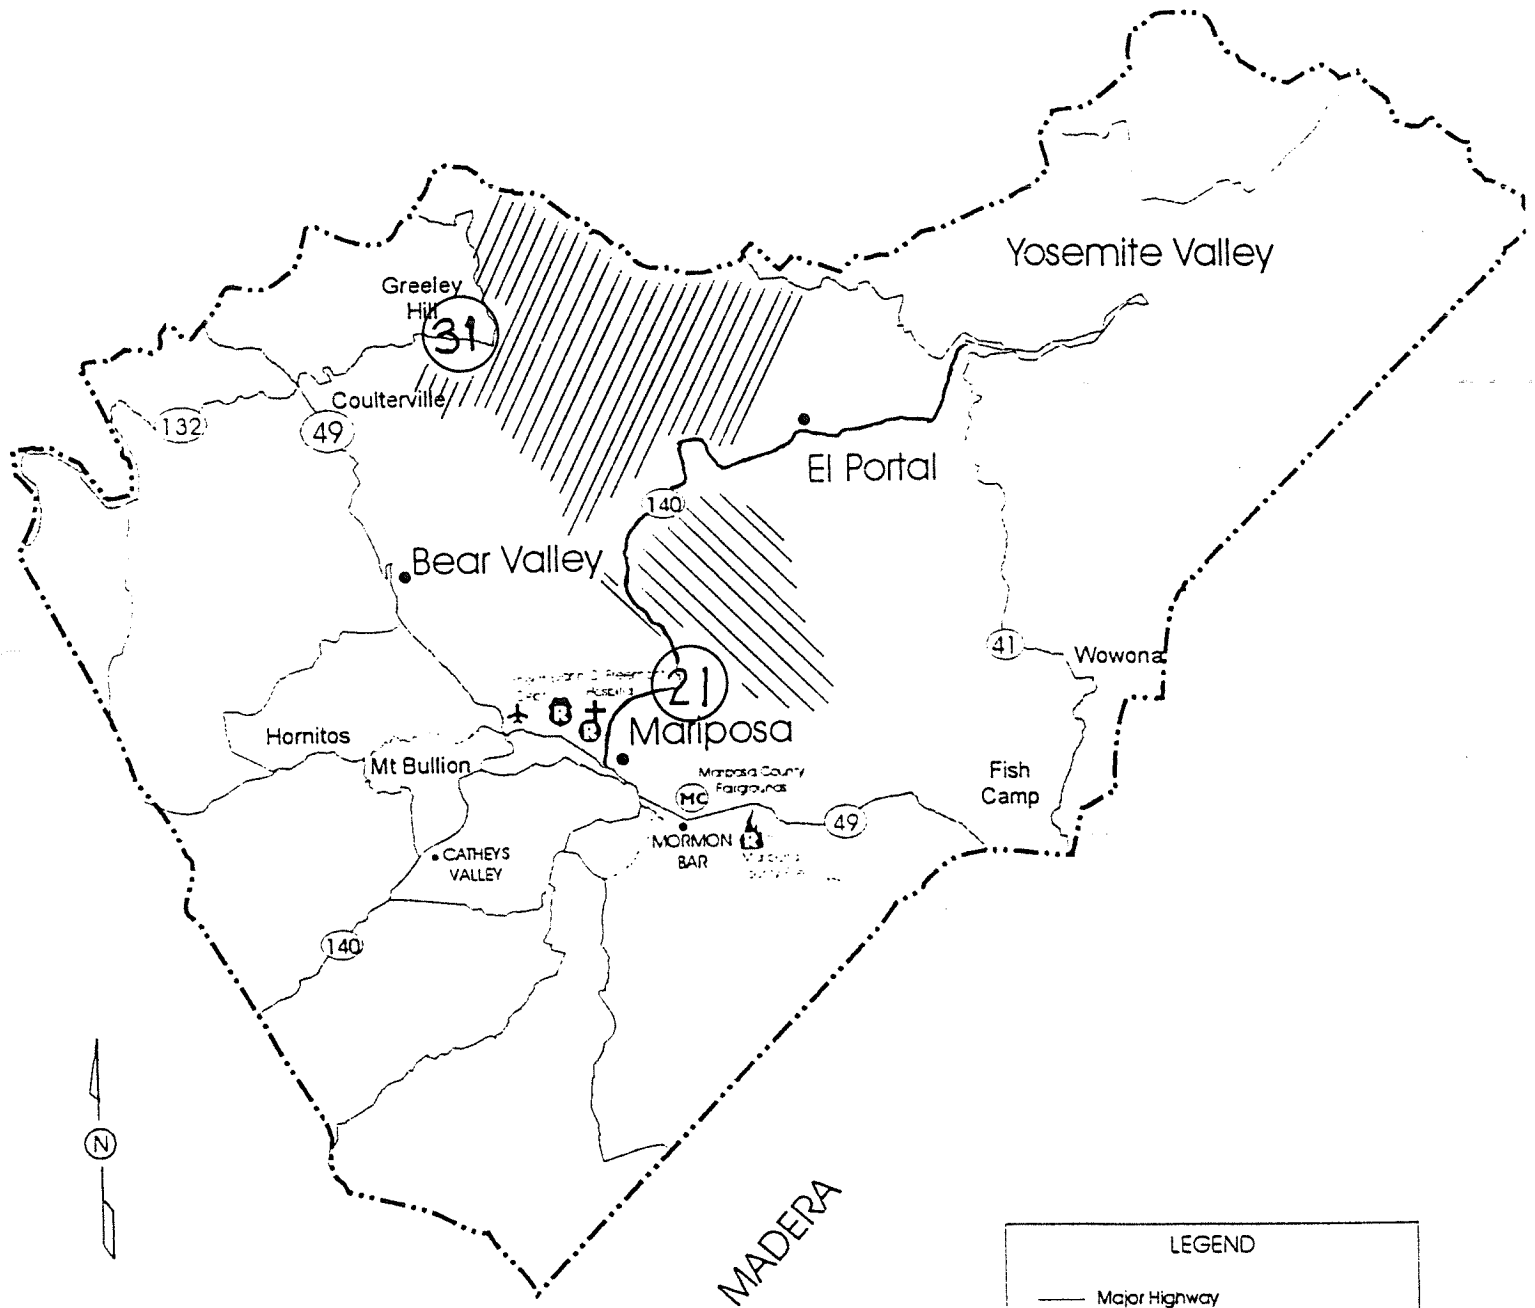 Yosemite Valley
Greeley
Hill
31
Coulterville
132
49
El Portal
140
Bear Valley
41
Wowona
21
Hospital
R
R
Mariposa
Hornitos
Mt Bullion
Fish
Camp
Mariposa County
Fairgrounds
MC
49
MORMON
BAR
R
CATHEYS
VALLEY
140
N
MADERA
LEGEND
Major Highway